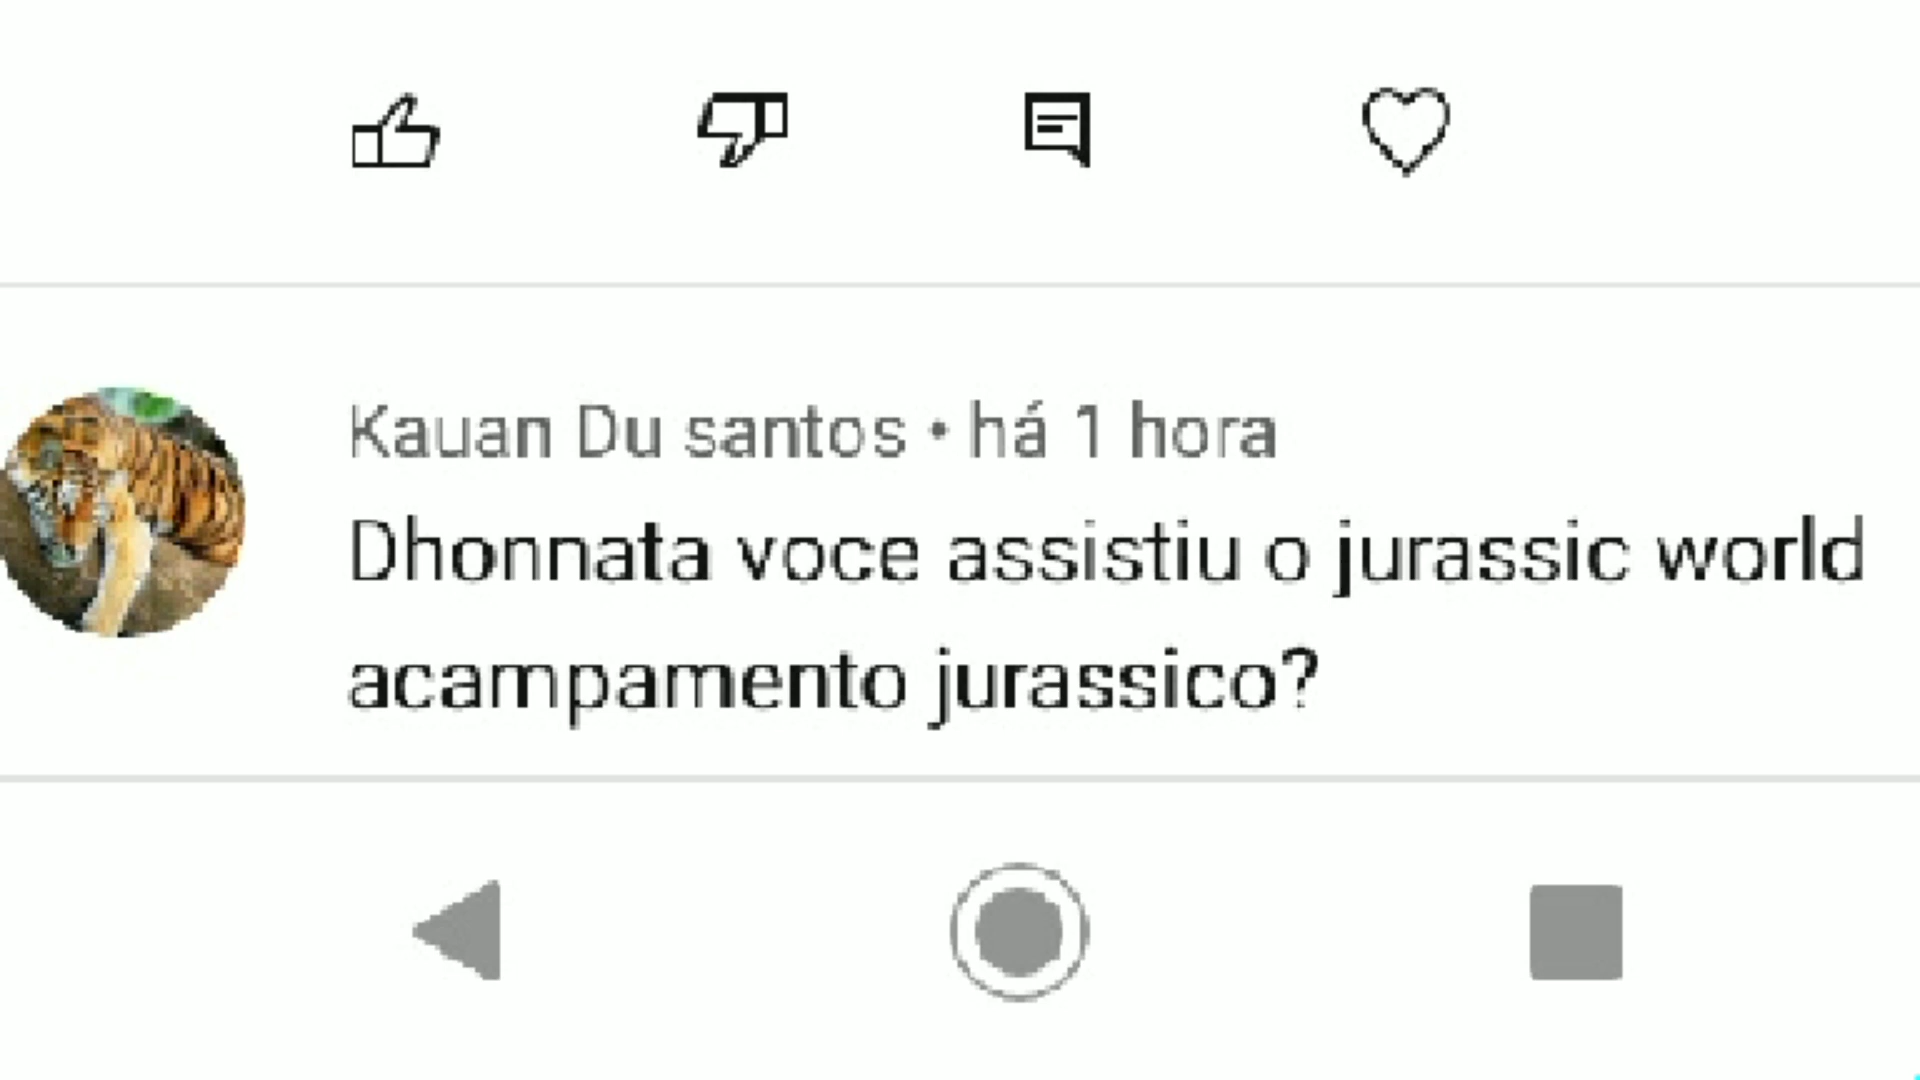 Kauan Du santos • há 1 hora
Dhonnata voce assistiu o jurassic world
acampamento jurassico?